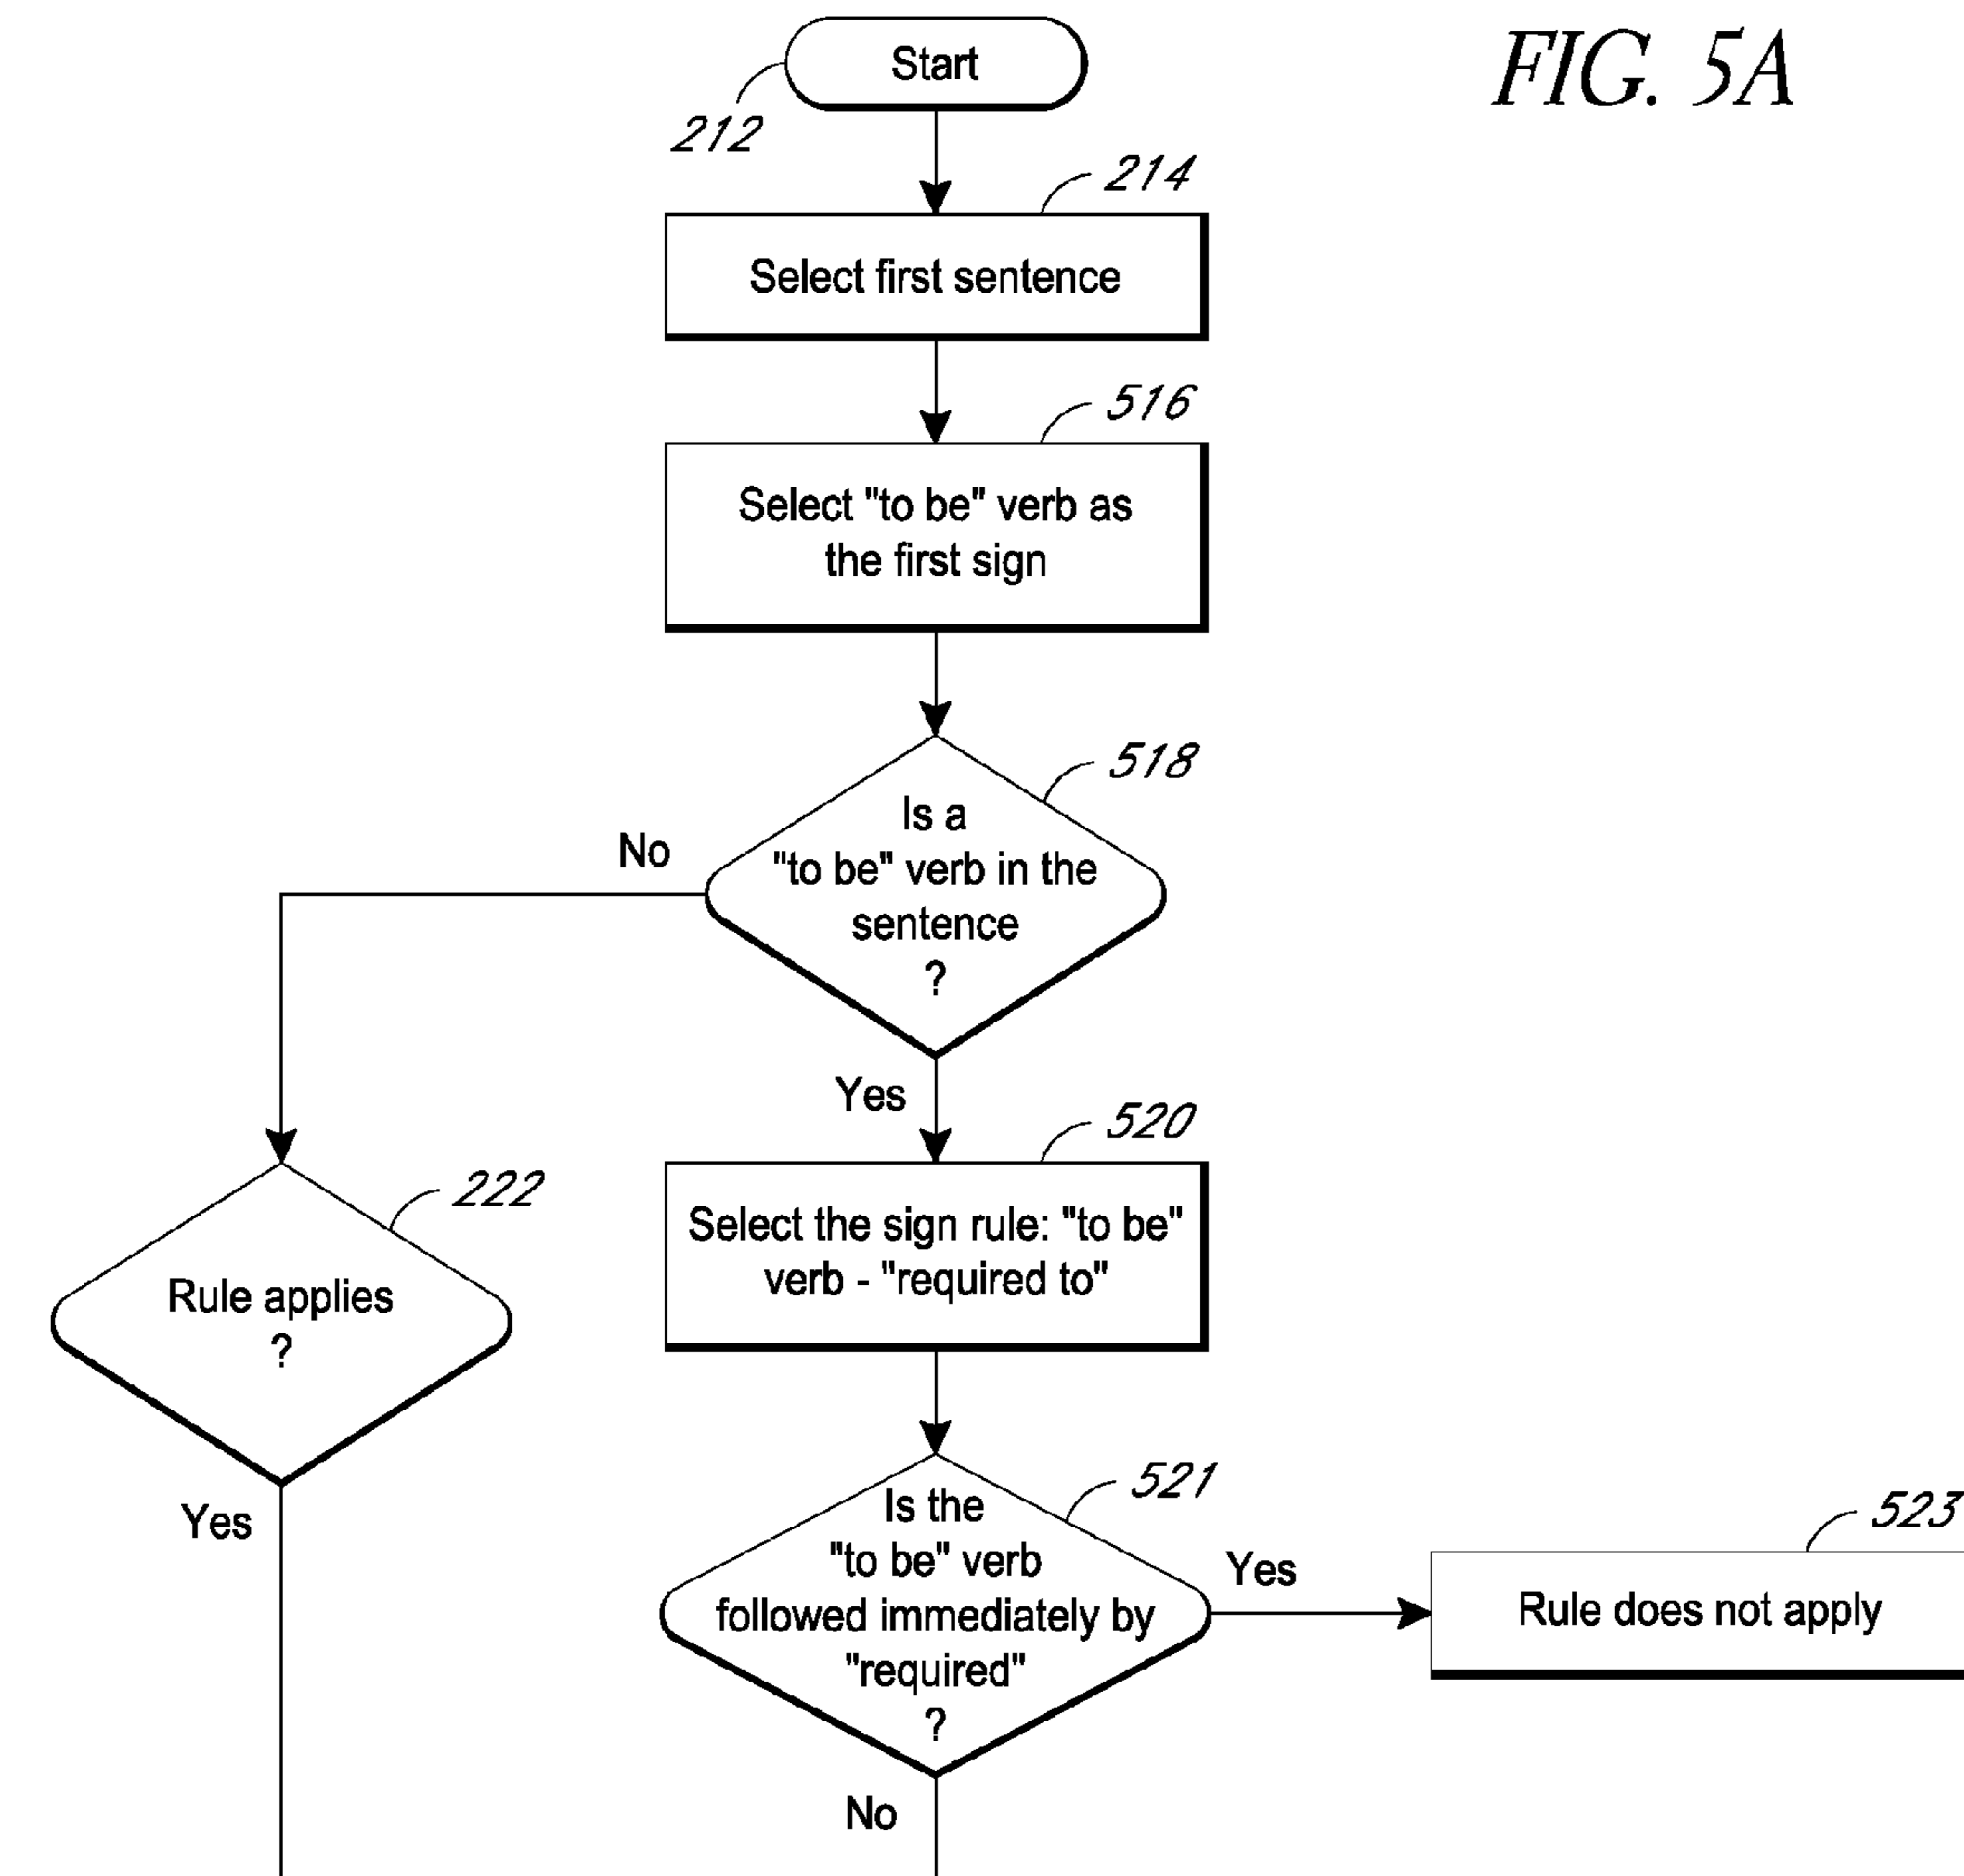 FIG. 5A
Start
212
214
Select first sentence
516
Select "to be" verb as
the first sign
518
Is a
"to be" verb in the
sentence
?
No
Yes
520
Select the sign rule: "to be"
verb - "required to"
222
Rule applies
?
Yes
521
Is the
"to be" verb
followed immediately by
"required"
?
Yes
523
Rule does not apply
No